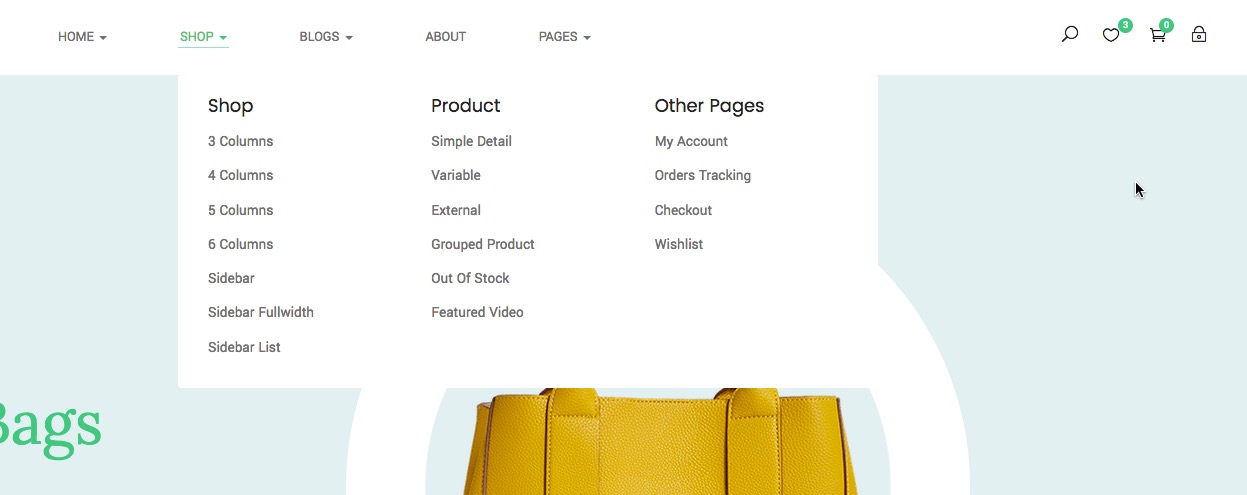 HOME SHOP BLOGS ABOUT PAGES 3 0
Shop
3 Columns
4 Columns
5 Columns
6 Columns
Sidebar
Sidebar Fullwidth
Sidebar List
Product
Simple Detail
Variable
External
Grouped Product
Out Of Stock
Featured Video
Other Pages
My Account
Orders Tracking
Checkout
Wishlist
Bags